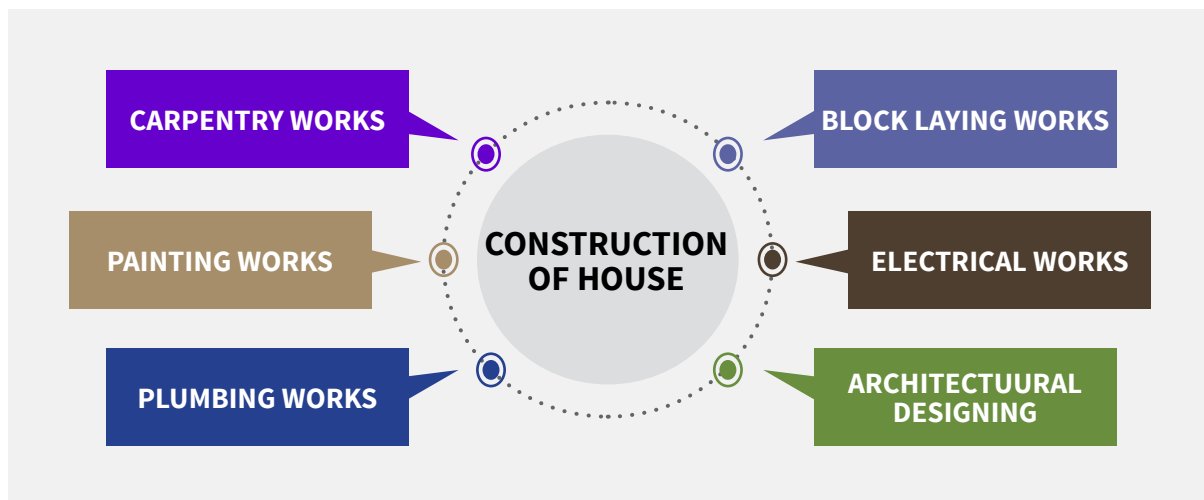 CARPENTRY WORKS
BLOCK LAYING WORKS
PAINTING WORKS
CONSTRUCTION
OF HOUSE
ELECTRICAL WORKS
PLUMBING WORKS
ARCHITECTUURAL
DESIGNING